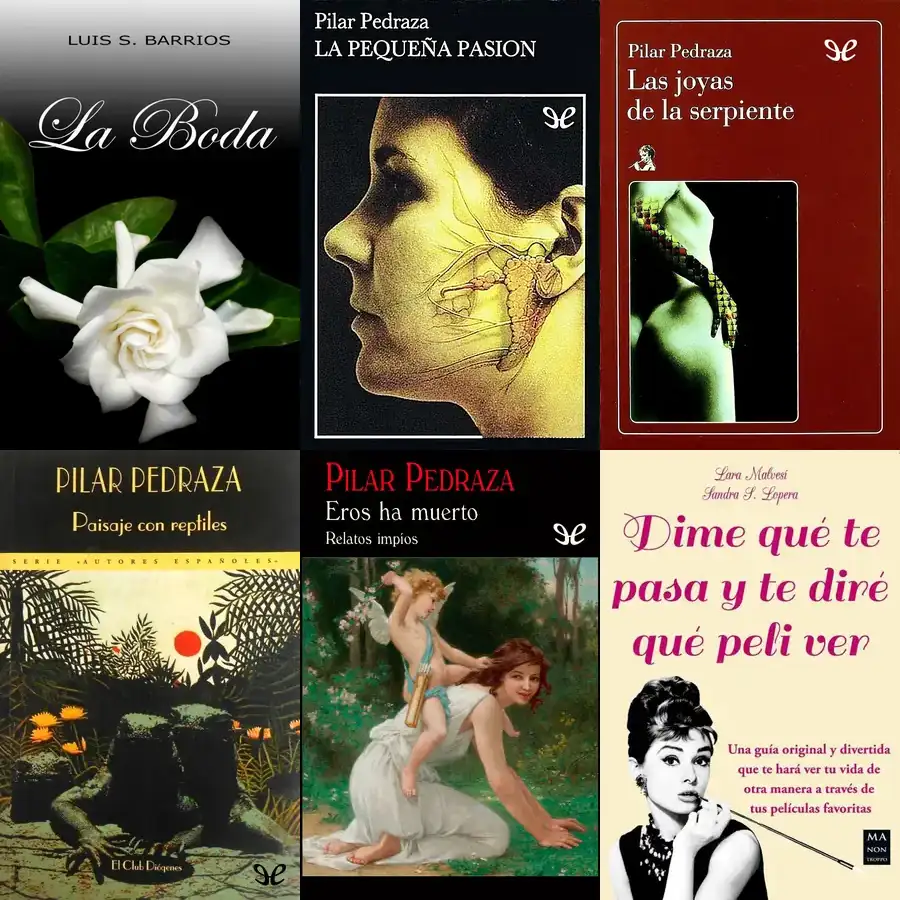 LUIS S. BARRIOS
La Boda
Pilar Pedraza
LA PEQUEÑA PASION
Pilar Pedraza
Las joyas
de la serpiente
PILAR PEDRAZA
Paisaje con reptiles
SERIE «AUTORES ESPAÑOLES»
El Club Diógenes
PILAR PEDRAZA
Eros ha muerto
Relatos impíos
Lara Malvesí
Sandra S. Lopera
Dime qué te
pasa y te diré
qué peli ver
Una guía original y divertida
que te hará ver tu vida de
otra manera a través de
tus películas favoritas
MA
NON
TROPPO